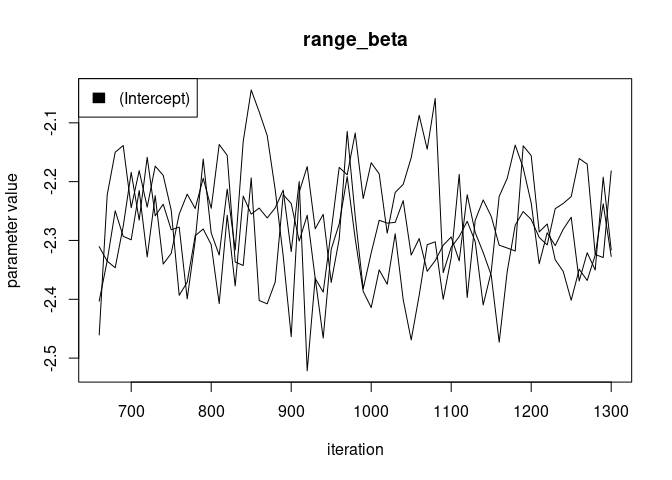 range_beta
(Intercept)
parameter value
-2.1
-2.2
-2.3
-2.4
-2.5
700 800 900 1000 1100 1200 1300
iteration